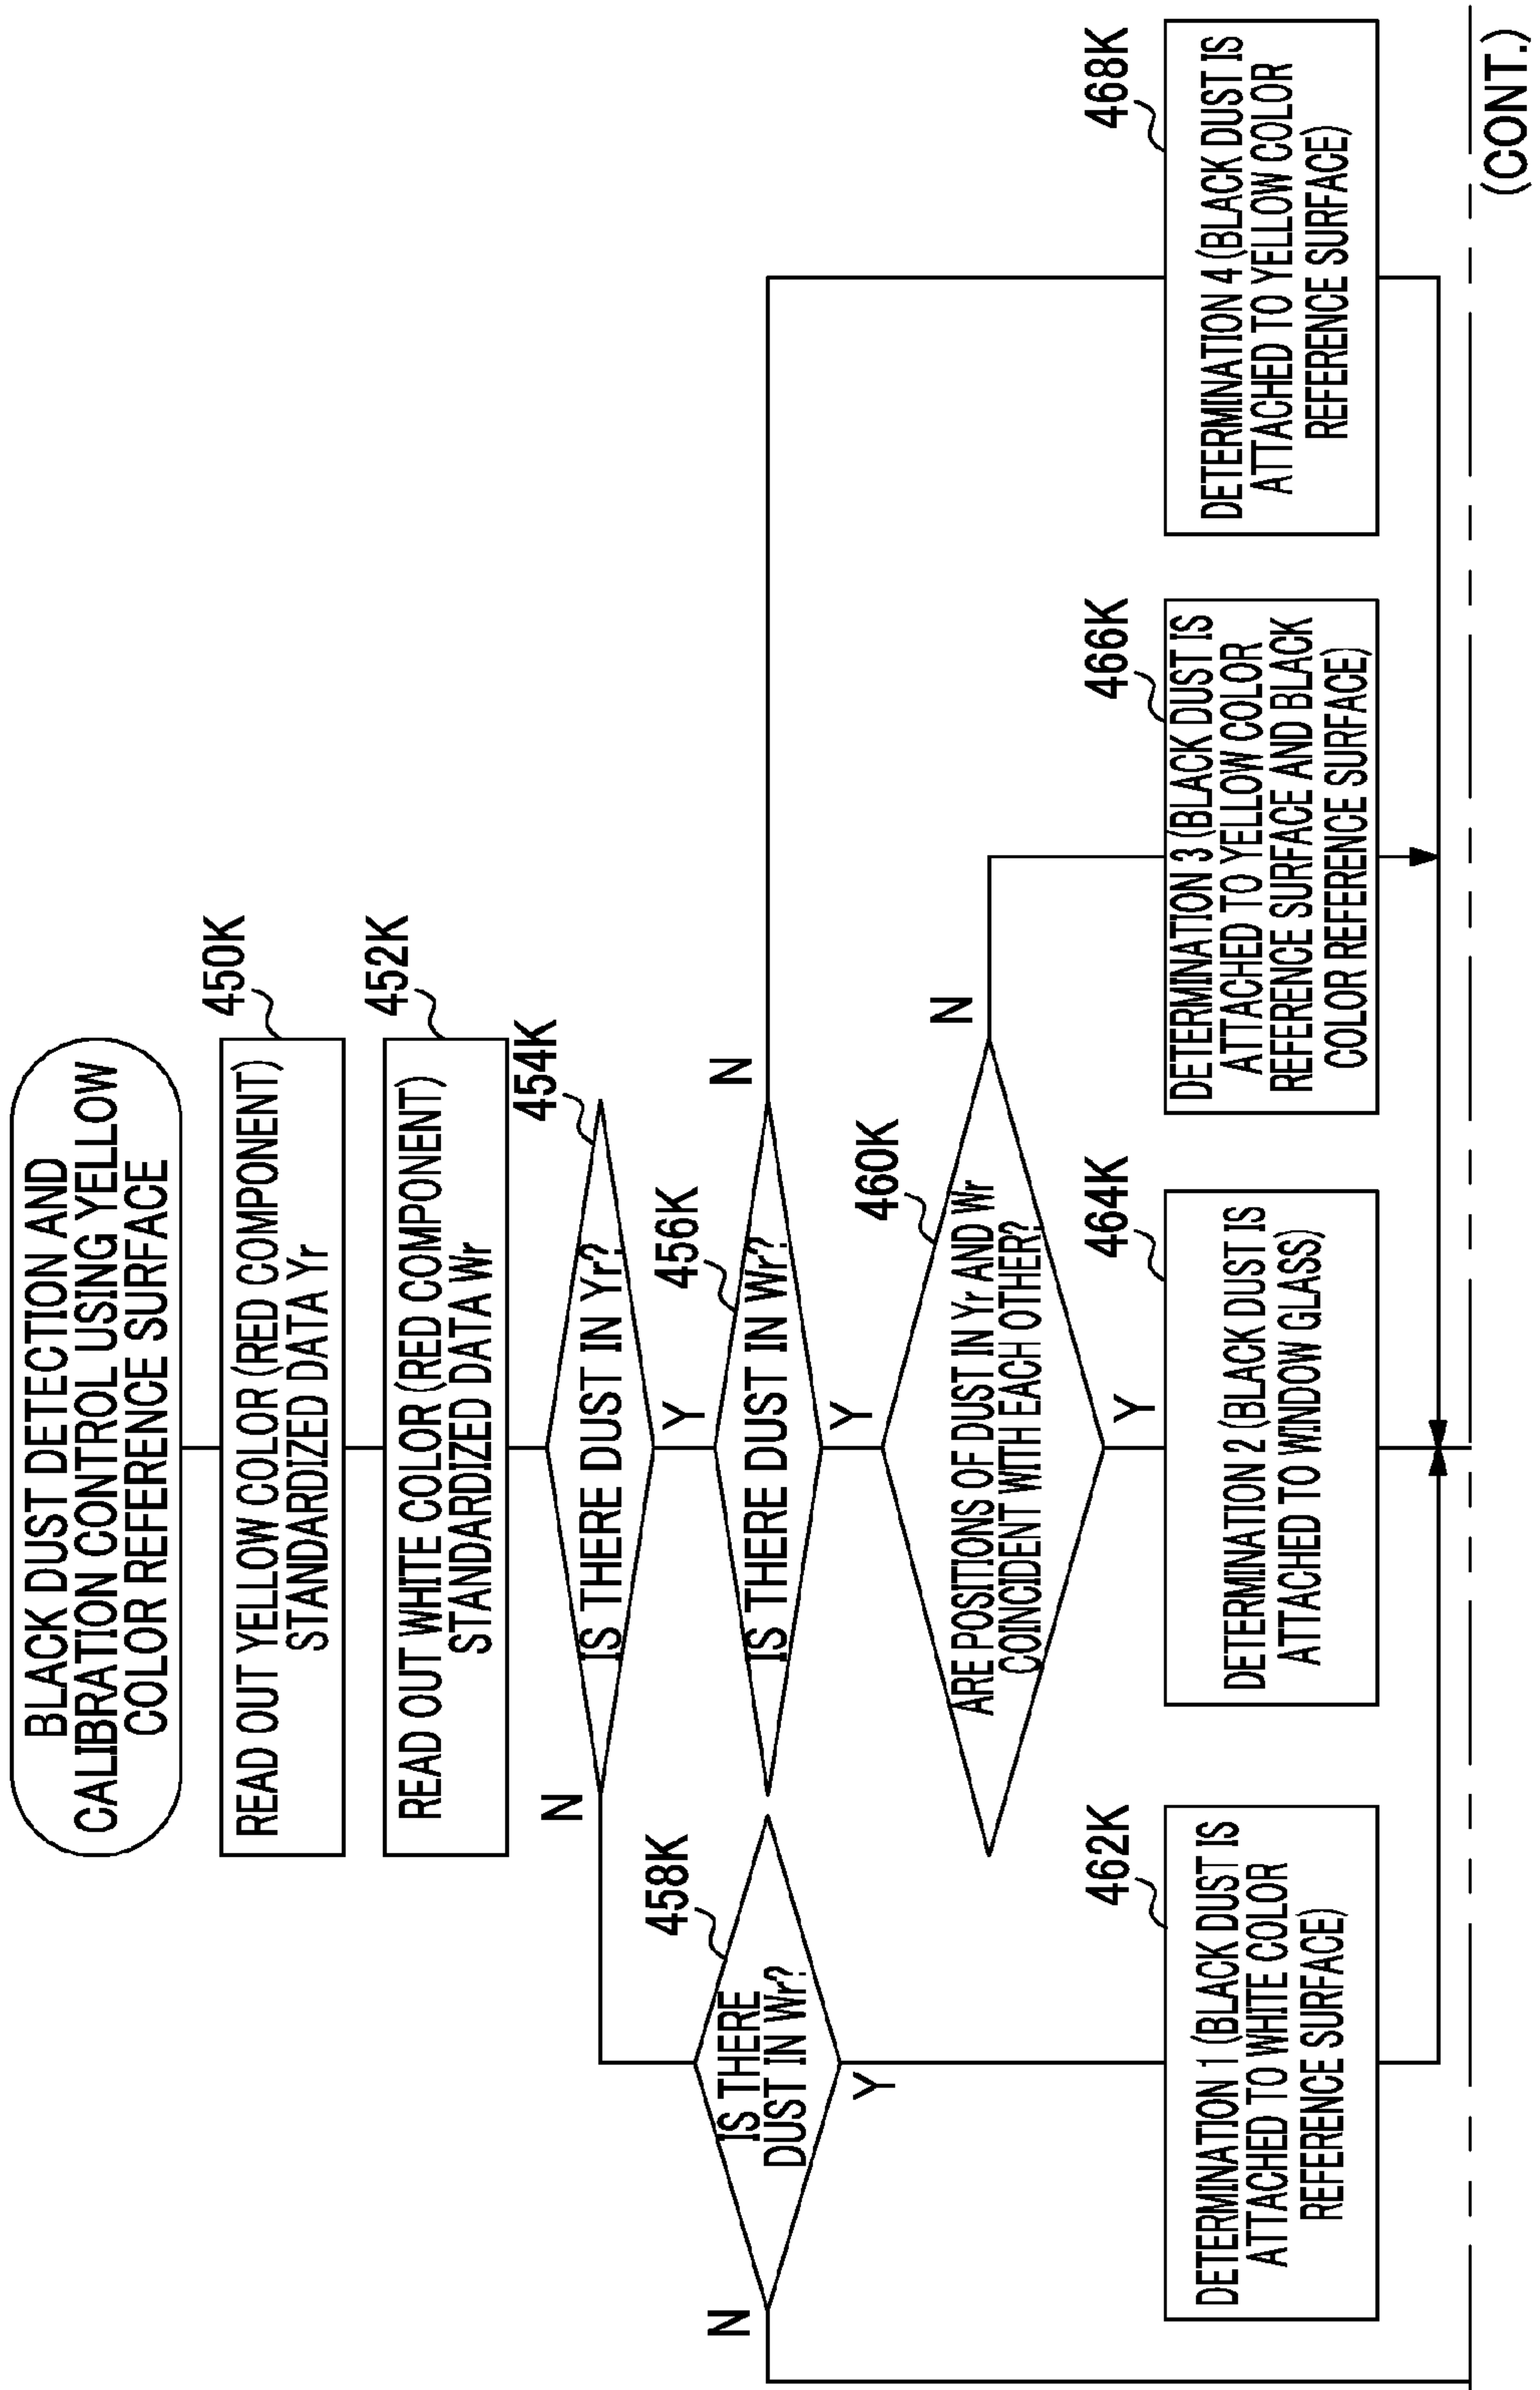 BLACK DUST DETECTION AND
CALIBRATION CONTROL USING YELLOW
COLOR REFERENCE SURFACE
450K
READ OUT YELLOW COLOR (RED COMPONENT)
STANDARDIZED DATA Yr
452K
READ OUT WHITE COLOR (RED COMPONENT)
STANDARDIZED DATA Wr
454K
IS THERE DUST IN Yr?
N
Y
458K
IS THERE
DUST IN Wr?
N
Y
456K
IS THERE DUST IN Wr?
N
Y
460K
ARE POSITIONS OF DUST IN Yr AND Wr
COINCIDENT WITH EACH OTHER?
N
Y
462K
DETERMINATION 1 (BLACK DUST IS
ATTACHED TO WHITE COLOR
REFERENCE SURFACE)
464K
DETERMINATION 2 (BLACK DUST IS
ATTACHED TO WINDOW GLASS)
466K
DETERMINATION 3 (BLACK DUST IS
ATTACHED TO YELLOW COLOR
REFERENCE SURFACE AND BLACK
COLOR REFERENCE SURFACE)
468K
DETERMINATION 4 (BLACK DUST IS
ATTACHED TO YELLOW COLOR
REFERENCE SURFACE)
(CONT.)